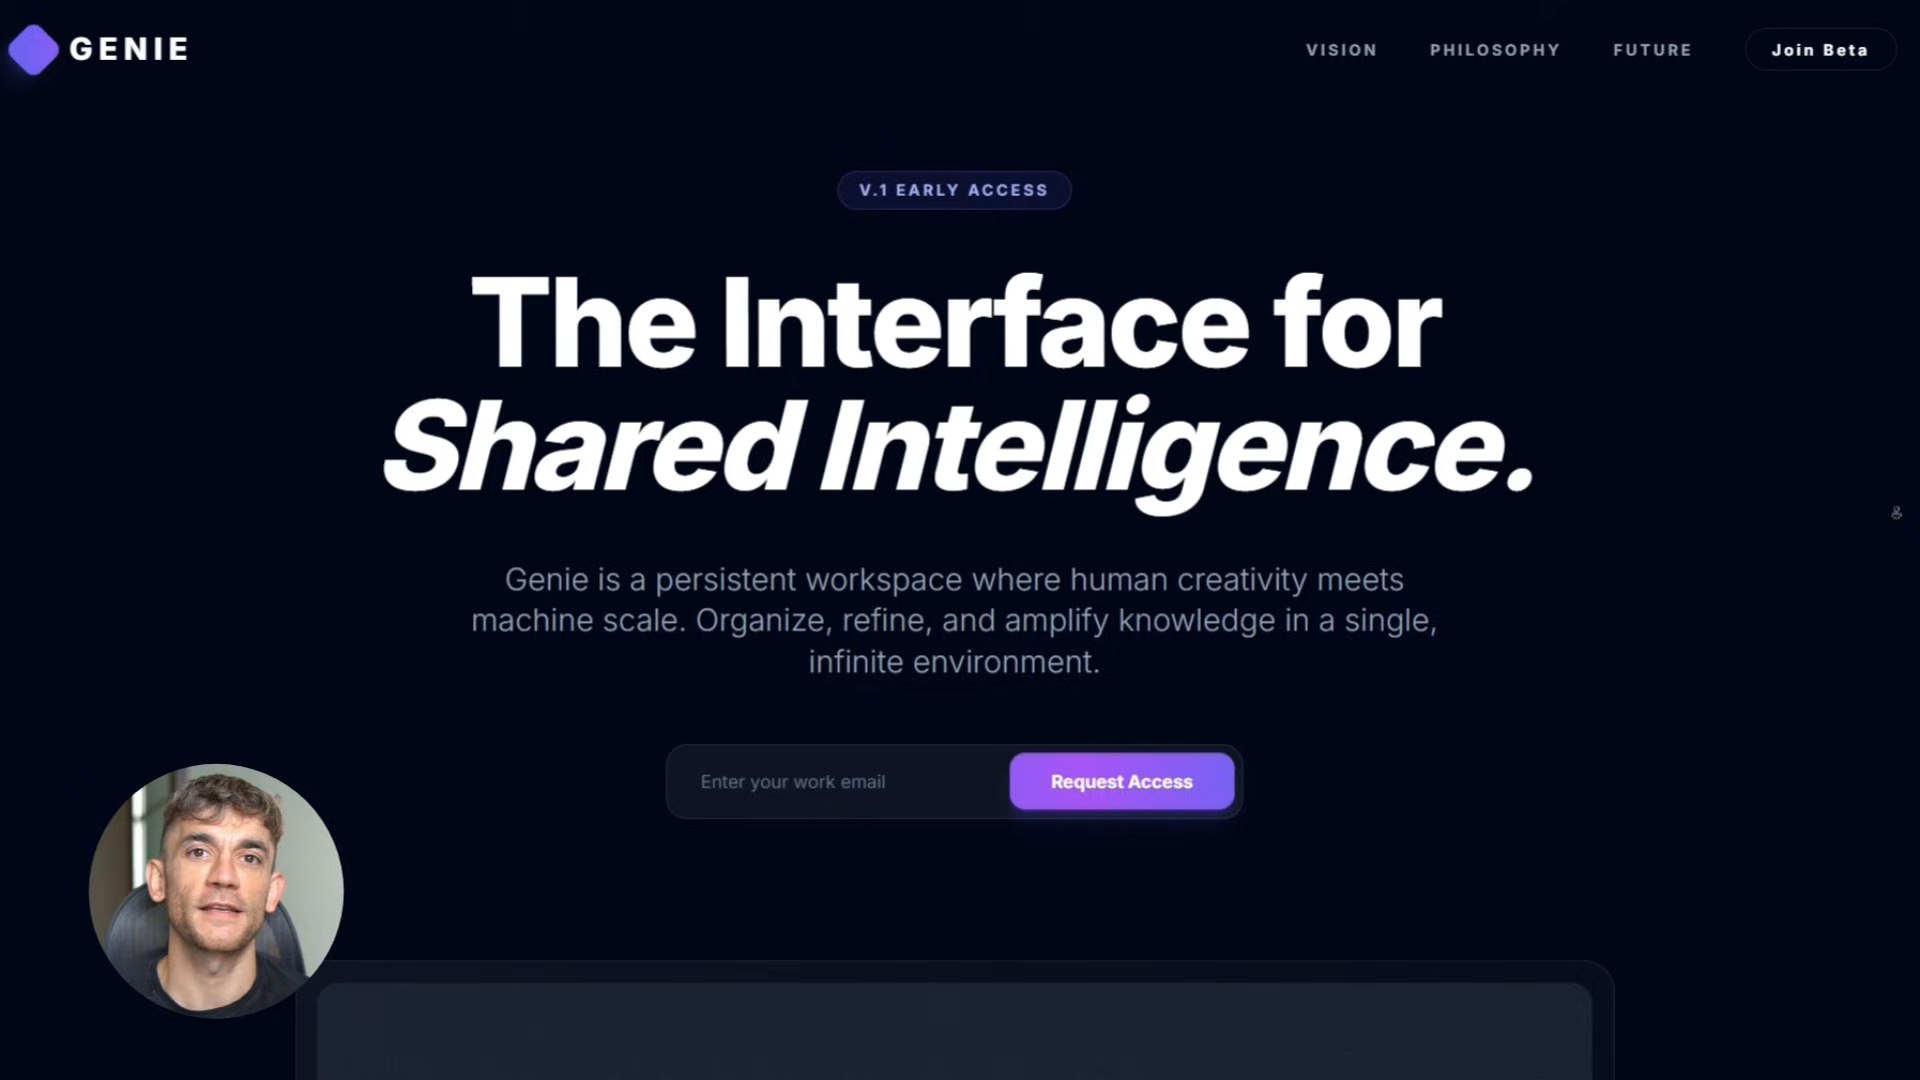 GENIE
VISION
PHILOSOPHY
FUTURE
Join Beta
V.1 EARLY ACCESS
The Interface for
Shared Intelligence.
Genie is a persistent workspace where human creativity meets
machine scale. Organize, refine, and amplify knowledge in a single,
infinite environment.
Enter your work email
Request Access